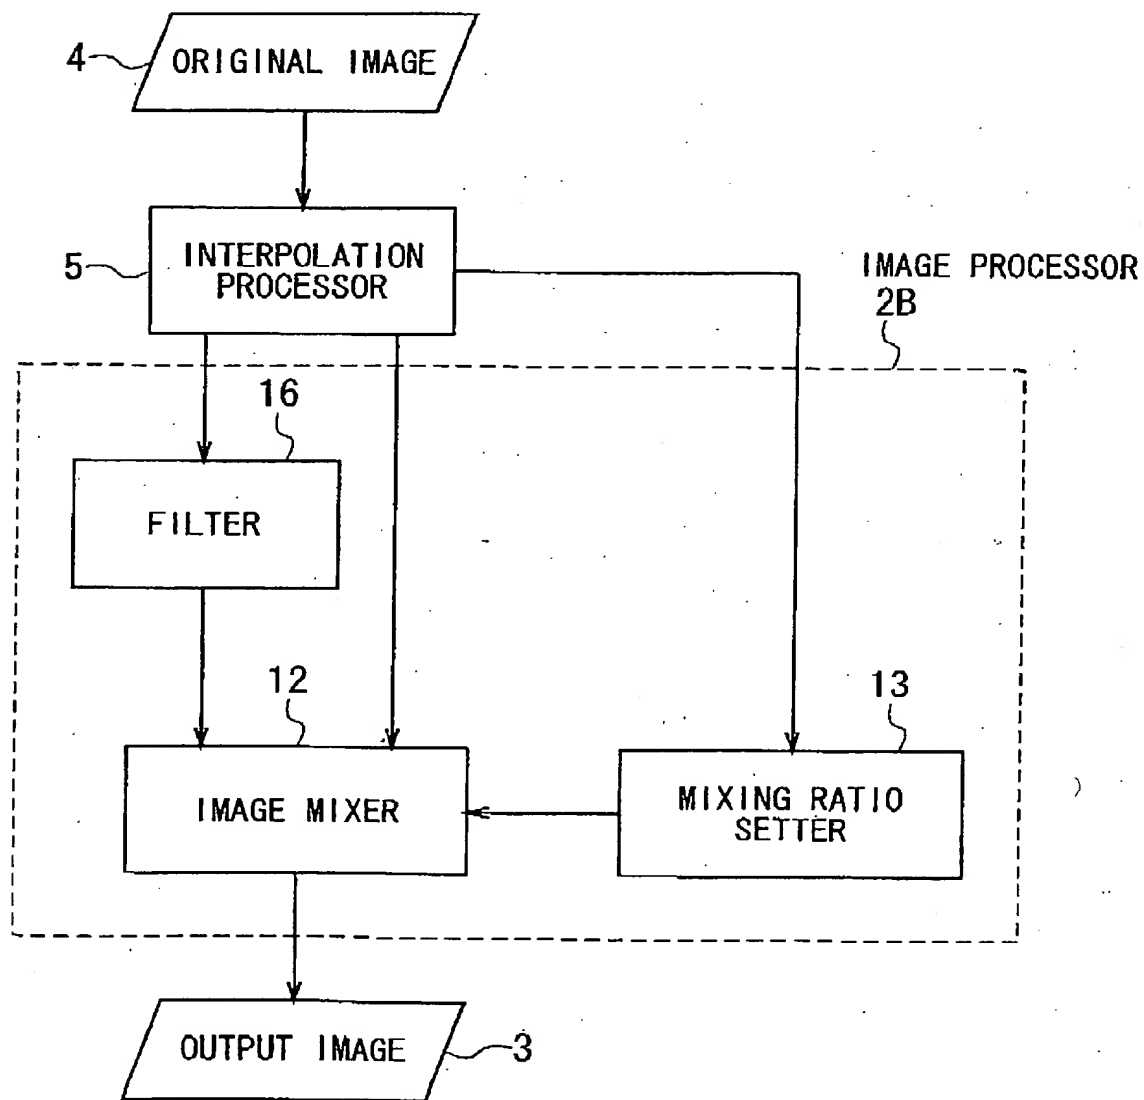 4
ORIGINAL IMAGE
5
INTERPOLATION
PROCESSOR
IMAGE PROCESSOR
2B
16
FILTER
12
IMAGE MIXER
13
MIXING RATIO
SETTER
OUTPUT IMAGE
3